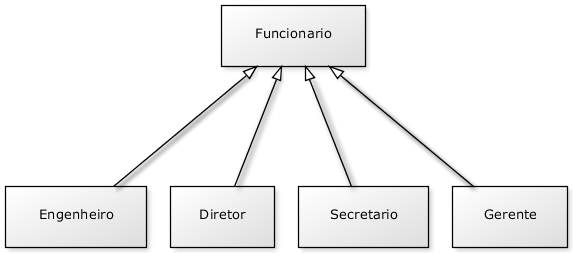 Funcionario
Engenheiro
Diretor
Secretario
Gerente